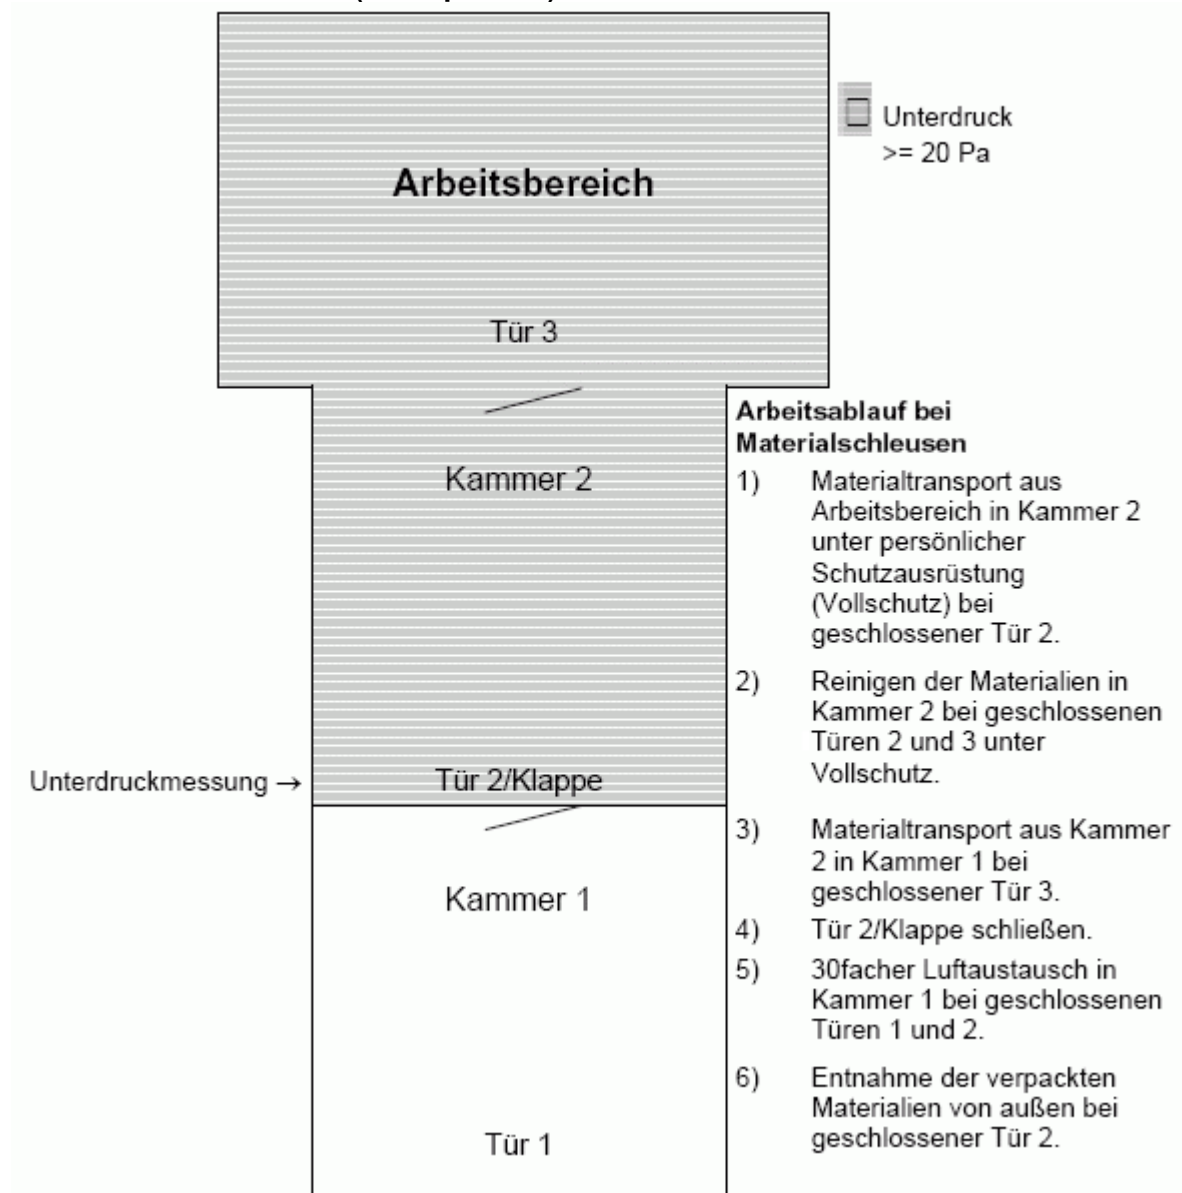 Unterdruck
>= 20 Pa
Arbeitsbereich
Tür 3
Kammer 2
Unterdruckmessung →
Tür 2/Klappe
Kammer 1
Tür 1
Arbeitsablauf bei
Materialschleusen
1) Materialtransport aus
Arbeitsbereich in Kammer 2
unter persönlicher
Schutzausrüstung
(Vollschutz) bei
geschlossener Tür 2.
2) Reinigen der Materialien in
Kammer 2 bei geschlossenen
Türen 2 und 3 unter
Vollschutz.
3) Materialtransport aus Kammer
2 in Kammer 1 bei
geschlossener Tür 3.
4) Tür 2/Klappe schließen.
5) 30facher Luftaustausch in
Kammer 1 bei geschlossenen
Türen 1 und 2.
6) Entnahme der verpackten
Materialien von außen bei
geschlossener Tür 2.